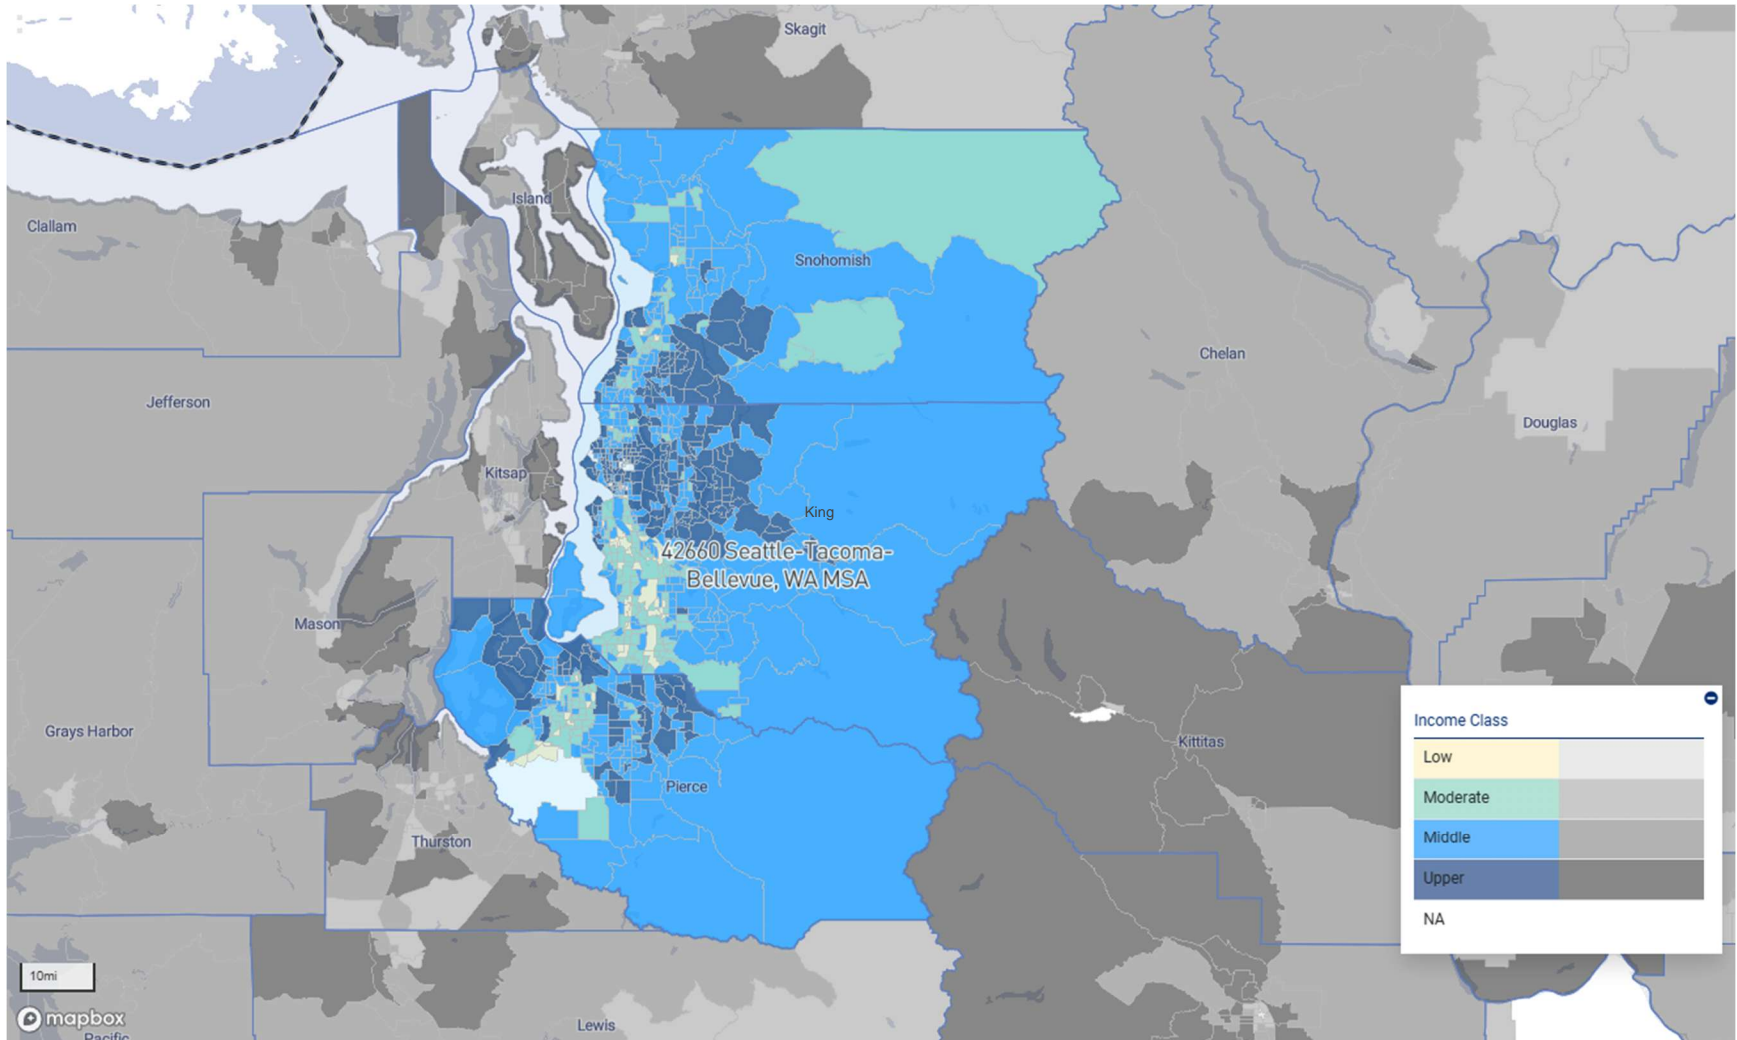 Skagit
Island
Clallam
Snohomish
Chelan
Jefferson
Douglas
Kitsap
King
42660 Seattle-Tacoma-
Bellevue, WA MSA
Mason
Grays Harbor
Kittitas
Pierce
Thurston
Income Class
Low
Moderate
Middle
Upper
NA
10mi
mapbox
Lewis
Pacific